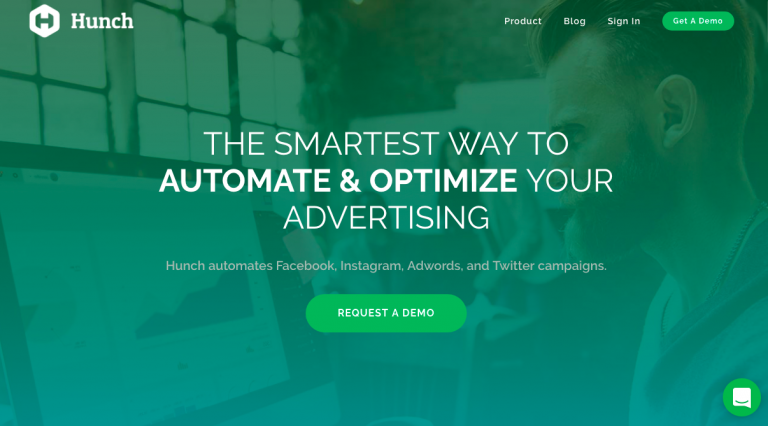 Hunch
Product
Blog
Sign In
Get A Demo
THE SMARTEST WAY TO
AUTOMATE & OPTIMIZE YOUR
ADVERTISING
Hunch automates Facebook, Instagram, Adwords, and Twitter campaigns.
REQUEST A DEMO